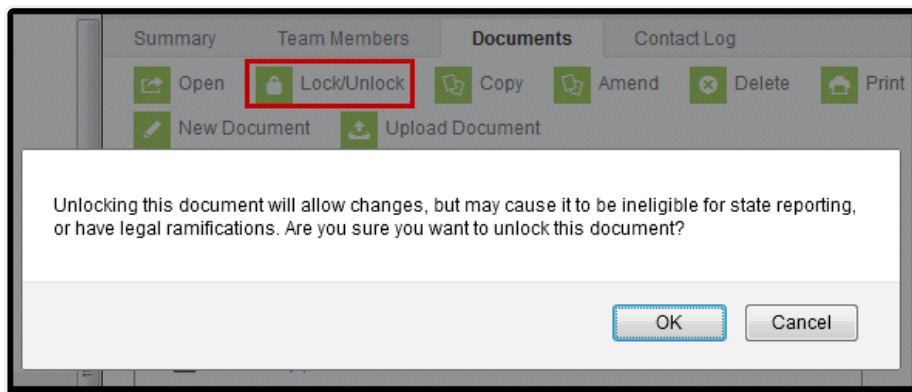 Summary Team Members Documents Contact Log
Open Lock/Unlock Copy Amend Delete Print
New Document Upload Document
Unlocking this document will allow changes, but may cause it to be ineligible for state reporting,
or have legal ramifications. Are you sure you want to unlock this document?
OK Cancel